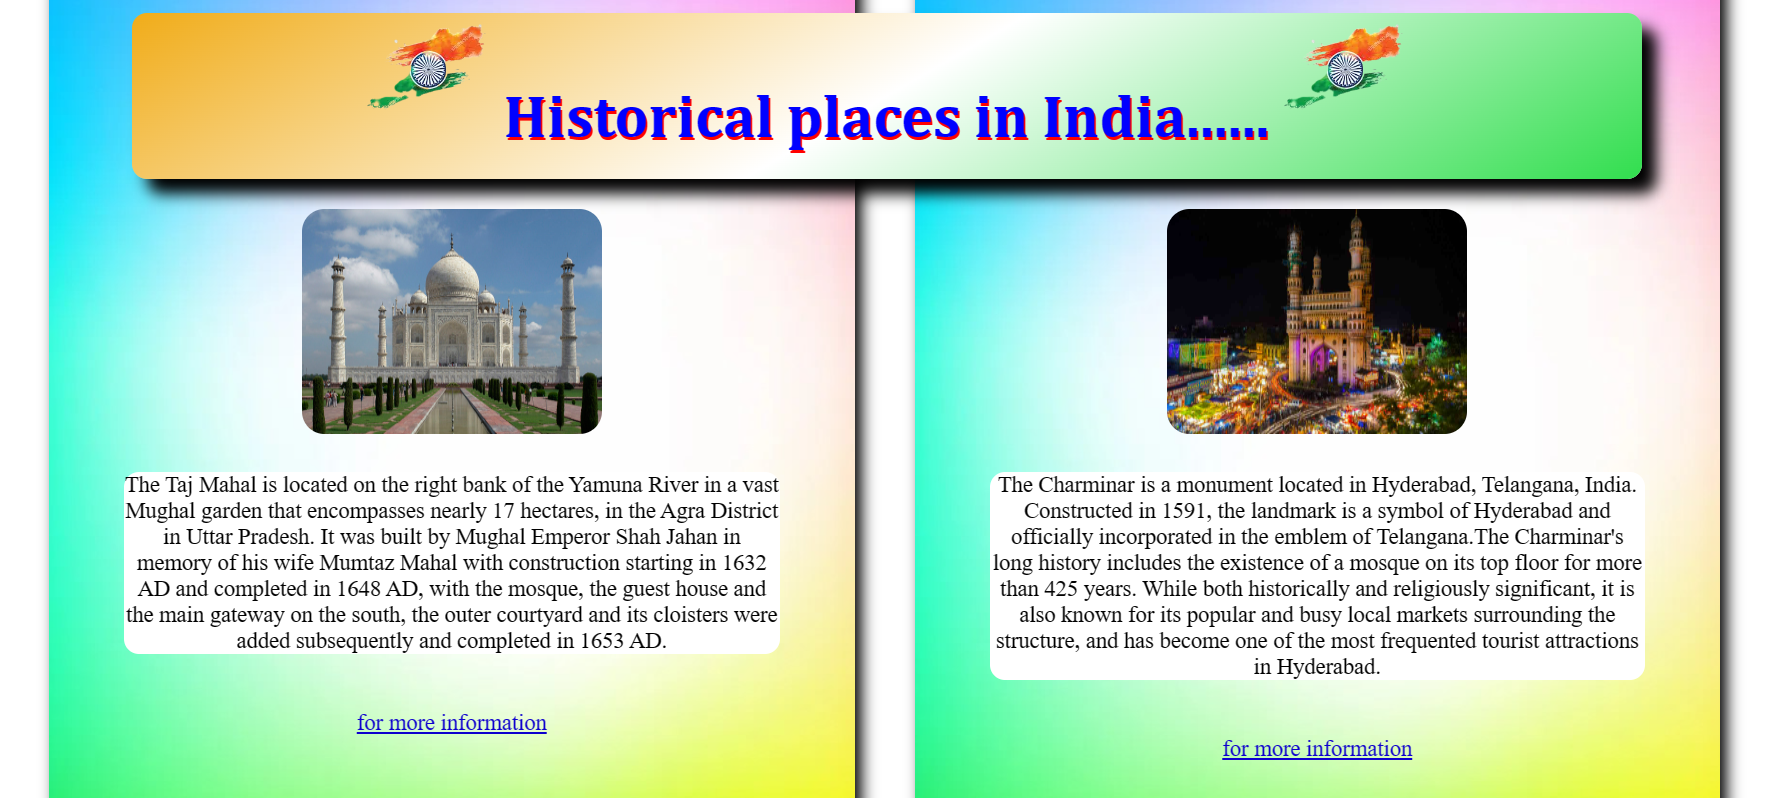 Historical places in India......
The Taj Mahal is located on the right bank of the Yamuna River in a vast
Mughal garden that encompasses nearly 17 hectares, in the Agra District
in Uttar Pradesh. It was built by Mughal Emperor Shah Jahan in
memory of his wife Mumtaz Mahal with construction starting in 1632
AD and completed in 1648 AD, with the mosque, the guest house and
the main gateway on the south, the outer courtyard and its cloisters were
added subsequently and completed in 1653 AD.
for more information
The Charminar is a monument located in Hyderabad, Telangana, India.
Constructed in 1591, the landmark is a symbol of Hyderabad and
officially incorporated in the emblem of Telangana.The Charminar's
long history includes the existence of a mosque on its top floor for more
than 425 years. While both historically and religiously significant, it is
also known for its popular and busy local markets surrounding the
structure, and has become one of the most frequented tourist attractions
in Hyderabad.
for more information